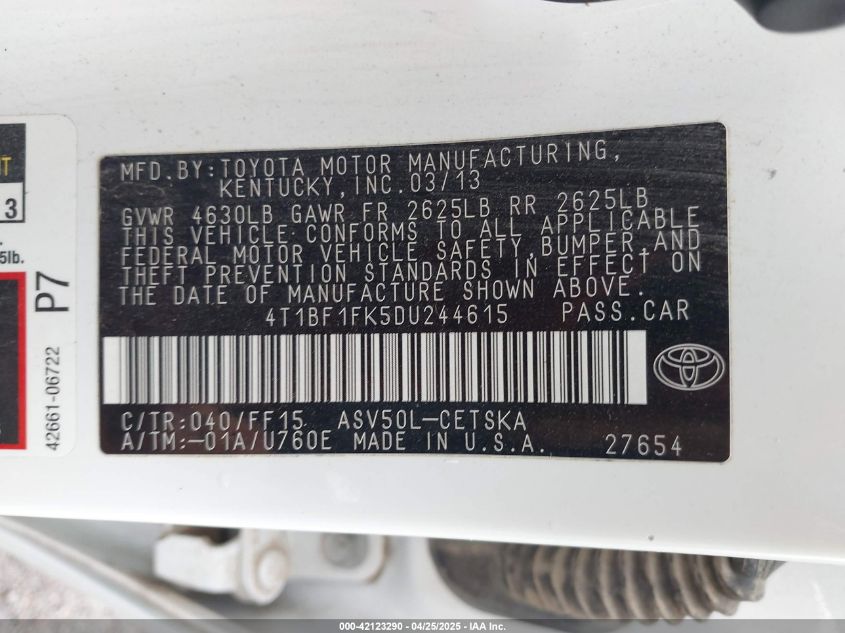 MFD.BY:TOYOTA MOTOR MANUFACTURING,
KENTUCKY,INC.03/13
GVWR 4630LB GAWR FR 2625LB RR 2625LB
THIS VEHICLE CONFORMS TO ALL APPLICABLE
FEDERAL MOTOR VEHICLE SAFETY,BUMPER,AND
THEFT PREVENTION STANDARDS IN EFFECT ON
THE DATE OF MANUFACTURE SHOWN ABOVE.
4T1BF1FK5DU244615 PASS.CAR
C/TR:040/FF15 ASV50L-CETSKA
A/TM:-01A/U760E MADE IN U.S.A. 27654
3
5lb.
P7
42661-06722
000-42123290 - 04/25/2025 - IAA Inc.